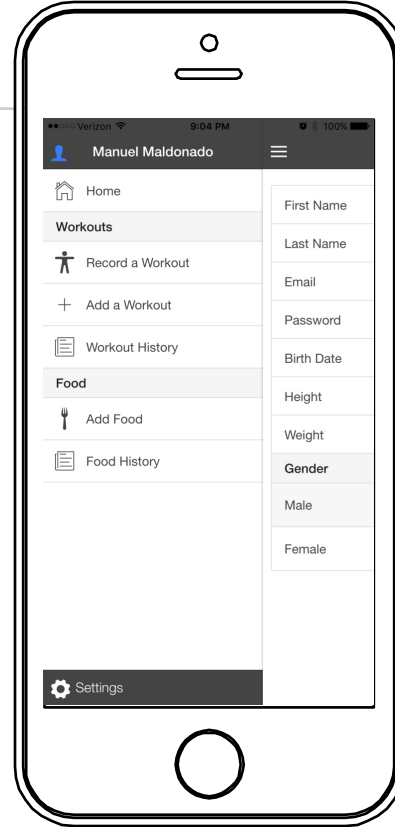 Verizon 9:04 PM 100%
Manuel Maldonado
Home
Workouts
Record a Workout
Add a Workout
Workout History
Food
Add Food
Food History
Settings
First Name
Last Name
Email
Password
Birth Date
Height
Weight
Gender
Male
Female